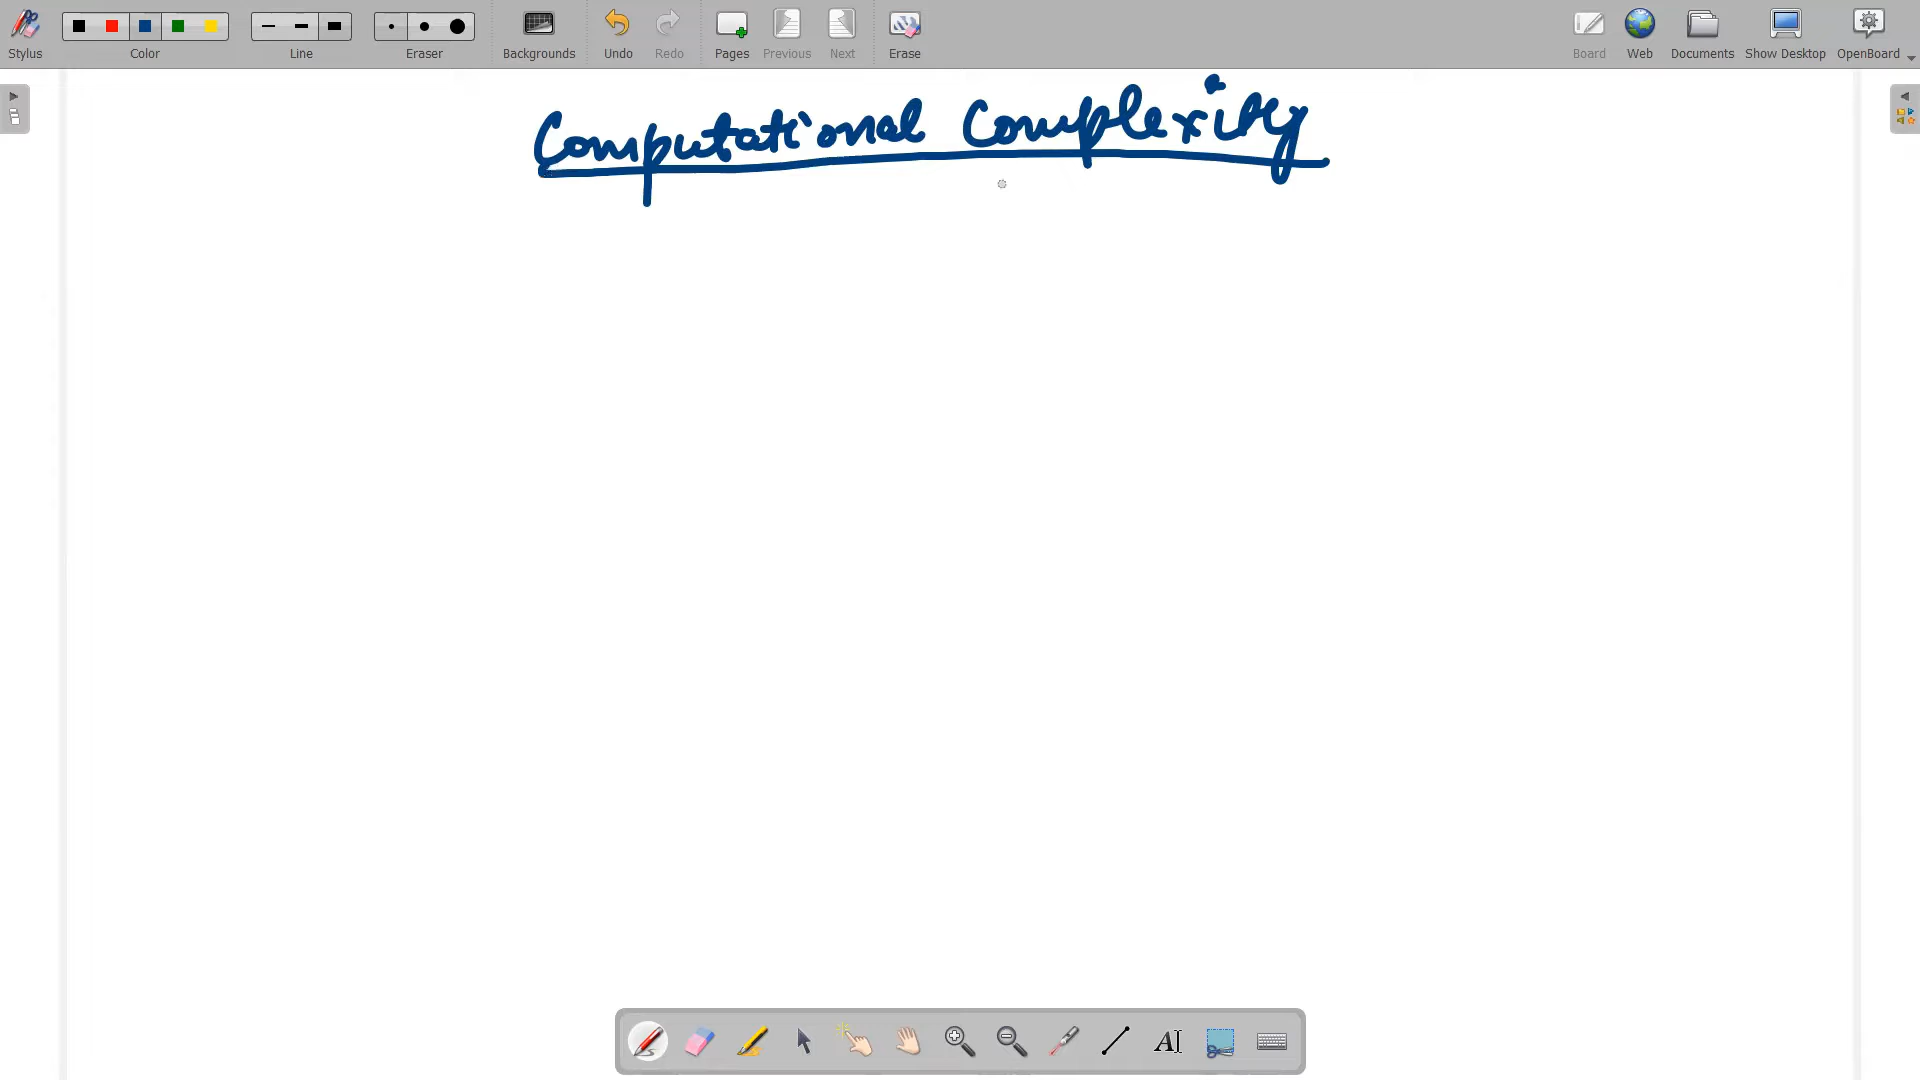 Stylus Color Line Eraser Backgrounds Undo Redo Pages Previous Next Erase Board Web Documents Show Desktop OpenBoard
Computational Complexity